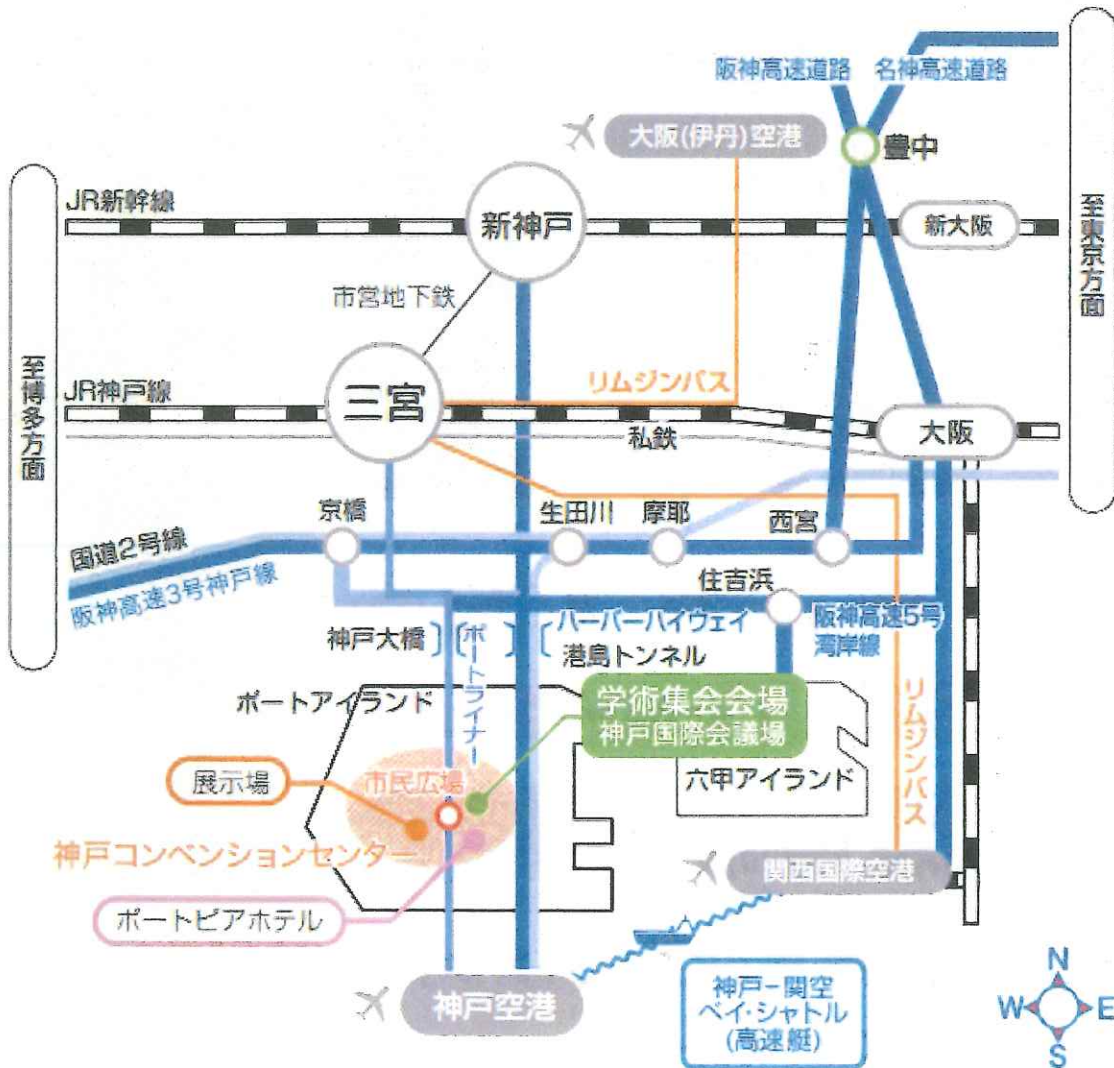 阪神高速道路 名神高速道路
大阪(伊丹)空港
豊中
JR新幹線
新神戸
新大阪
至東京方面
市営地下鉄
至博多方面
JR神戸線
三宮
リムジンバス
私鉄
大阪
京橋
生田川
摩耶
西宮
国道2号線
阪神高速3号神戸線
住吉浜
神戸大橋
ポートライナー
ハーバーハイウェイ
港島トンネル
阪神高速5号
湾岸線
ポートアイランド
学術集会会場
神戸国際会議場
六甲アイランド
リムジンバス
展示場
市民広場
神戸コンベンションセンター
関西国際空港
ポートピアホテル
神戸空港
神戸-関空
ベイ・シャトル
(高速艇)
N
W
E
S